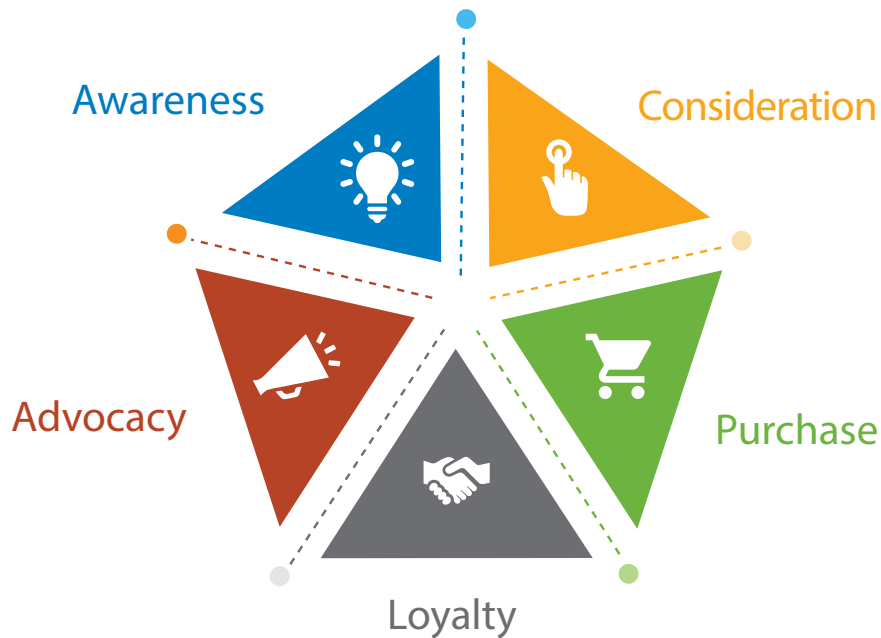 Awareness
Consideration
Advocacy
Purchase
Loyalty